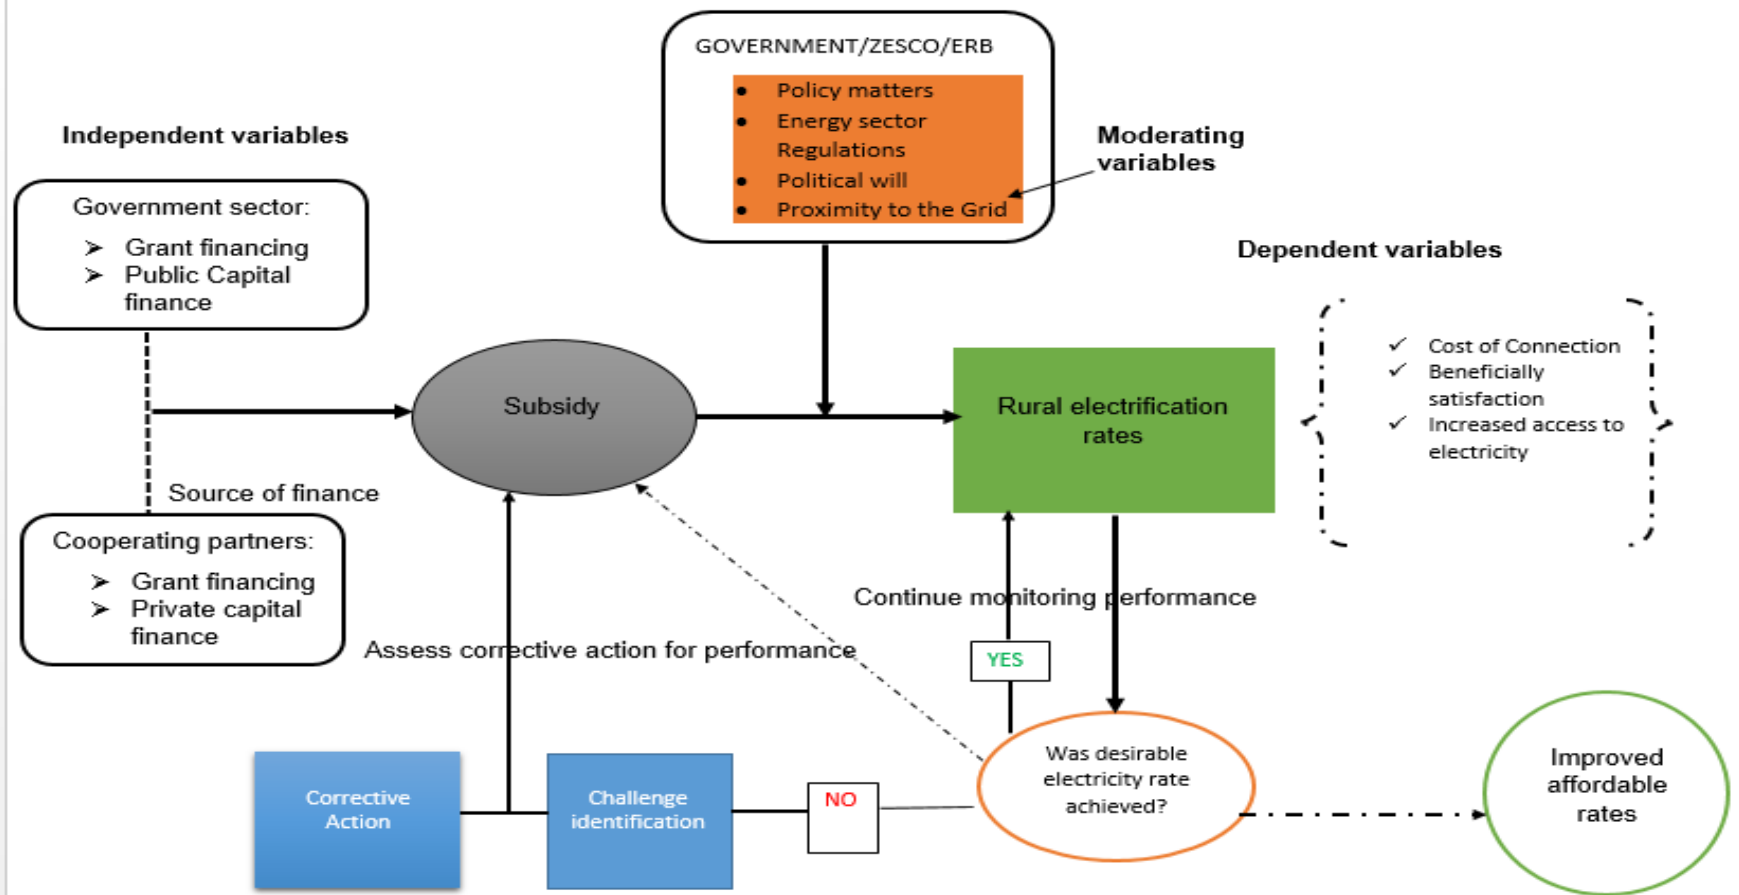 GOVERNMENT/ZESCO/ERB
● Policy matters
● Energy sector
Regulations
● Political will
● Proximity to the Grid
Moderating
variables
Independent variables
Government sector:
➢ Grant financing
➢ Public Capital
finance
Dependent variables
✓ Cost of Connection
✓ Beneficially
satisfaction
✓ Increased access to
electricity
Subsidy
Rural electrification
rates
Source of finance
Cooperating partners:
➢ Grant financing
➢ Private capital
finance
Continue monitoring performance
Assess corrective action for performance
YES
Was desirable
electricity rate
achieved?
Improved
affordable
rates
NO
Challenge
identification
Corrective
Action